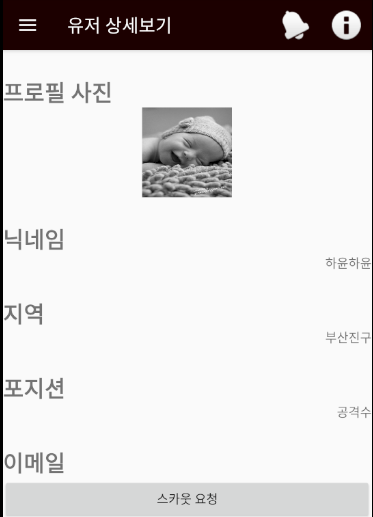 유저 상세보기
프로필 사진
닉네임
하윤하윤
지역
부산진구
포지션
공격수
이메일
스카웃 요청